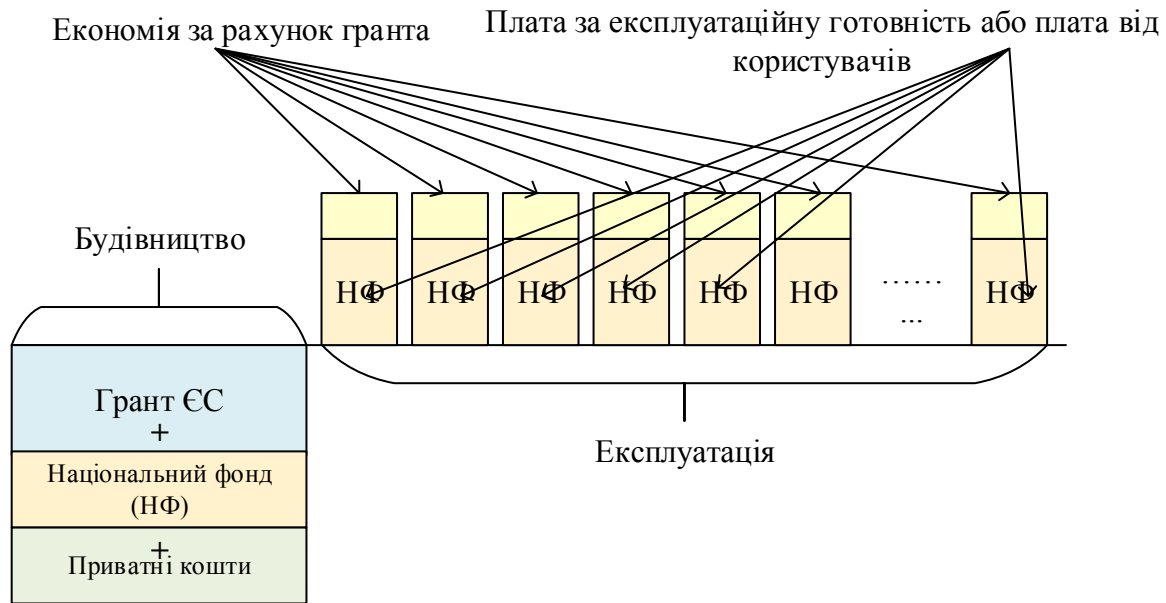 Економія за рахунок гранта
Плата за експлуатаційну готовність або плата від
користувачів
Будівництво
НФ
НФ
НФ
НФ
НФ
НФ
……
...
НФ
Грант ЄС
+
Національний фонд
(НФ)
+
Приватні кошти
Експлуатація